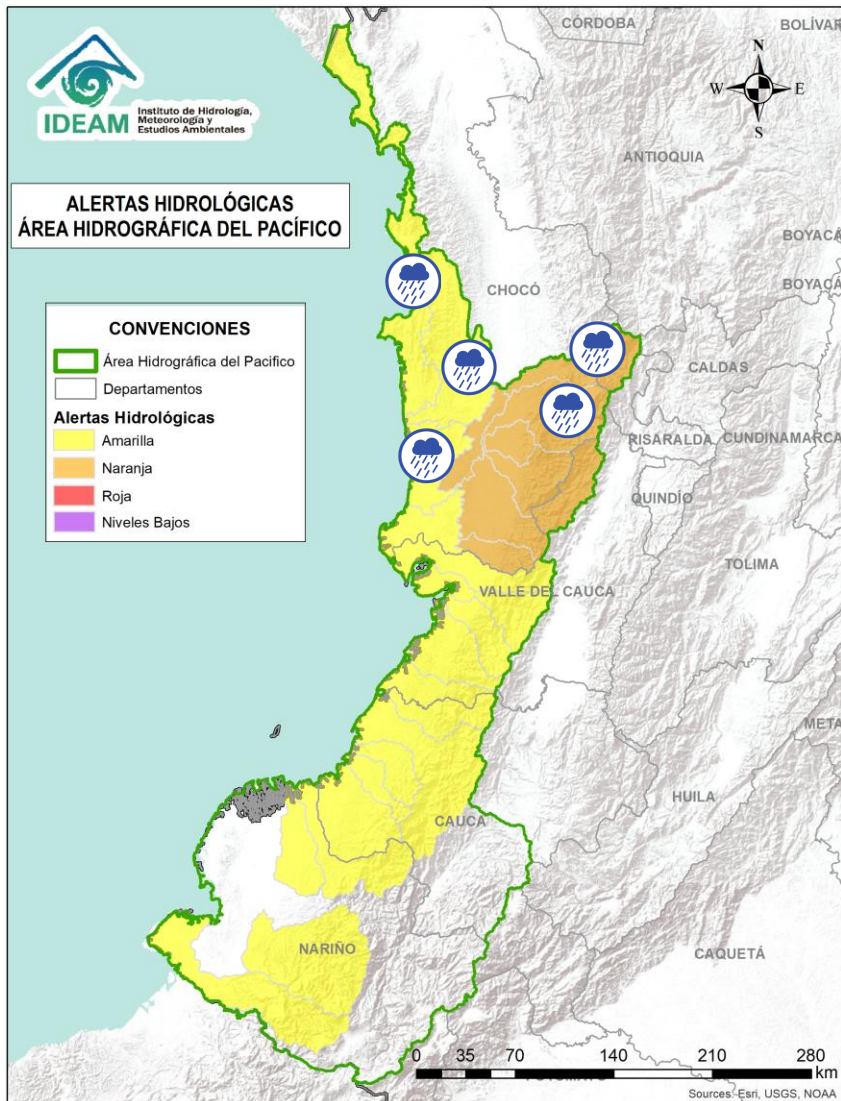 IDEAM
Instituto de Hidrología,
Meteorología y
Estudios Ambientales
ALERTAS HIDROLÓGICAS
ÁREA HIDROGRÁFICA DEL PACÍFICO
CONVENCIONES
Área Hidrográfica del Pacifico
Departamentos
Alertas Hidrológicas
Amarilla
Naranja
Roja
Niveles Bajos
N
W
E
S
CÓRDOBA
BOLÍVAR
ANTIOQUIA
BOYACÁ
BOYACÁ
CHOCÓ
CALDAS
RISARALDA
CUNDINAMARCA
QUINDÍO
TOLIMA
VALLE DEL CAUCA
META
HUILA
CAUCA
NARIÑO
CAQUETÁ
0 35 70 140 210 280
km
Sources: Esri, USGS, NOAA